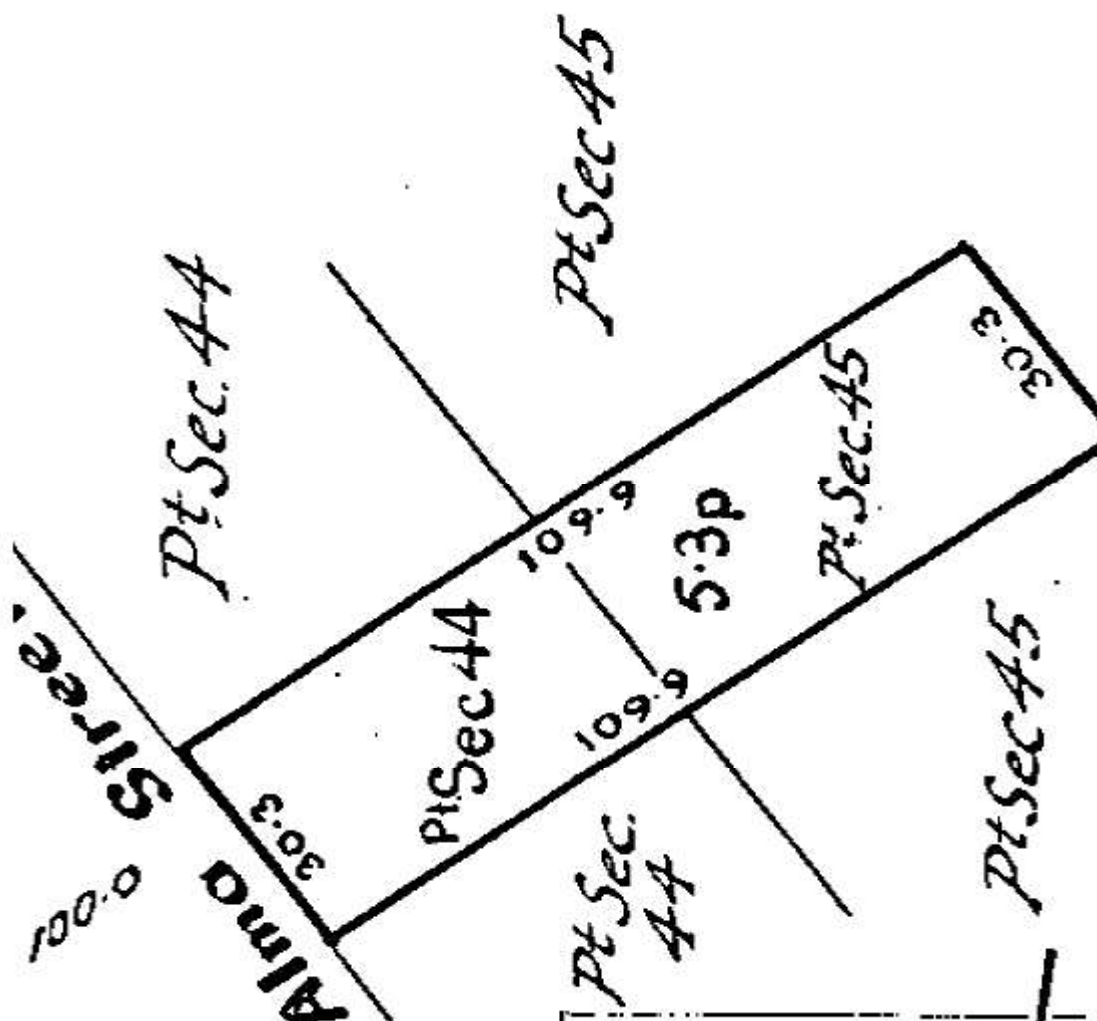 Pt Sec 45
Pt Sec. 44
Alma Stree
100.0
30.3
109.9
Pt Sec 44
5.3p
Pt. Sec. 45
30.3
109.9
Pt Sec.
44
Pt Sec 45